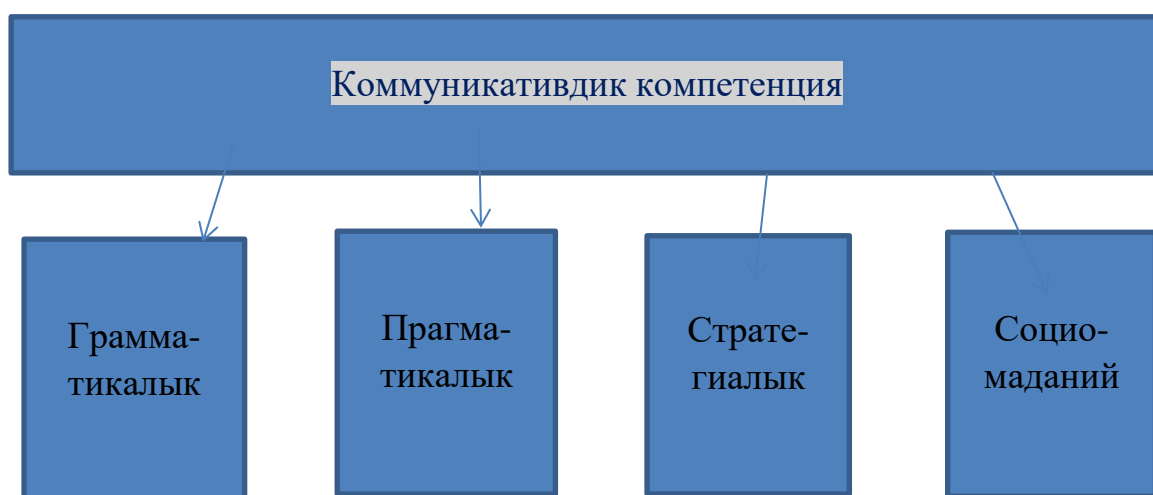 Коммуникативдик компетенция
Грамма-
тикалык
Прагма-
тикалык
Страте-
гиалык
Социо-
маданий